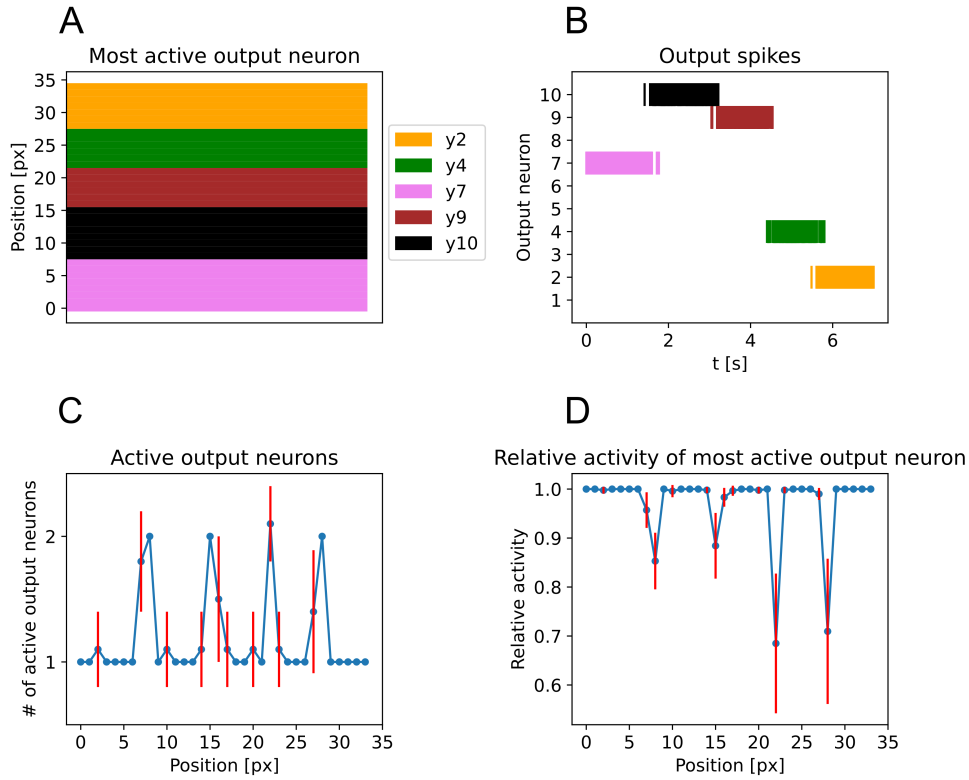 A
Most active output neuron
Position [px]
35
30
25
20
15
10
5
0
y2
y4
y7
y9
y10
B
Output spikes
Output neuron
10
9
8
7
6
5
4
3
2
1
0 2 4 6
t [s]
C
Active output neurons
# of active output neurons
2
1
0 5 10 15 20 25 30 35
Position [px]
D
Relative activity of most active output neuron
Relative activity
1.0
0.9
0.8
0.7
0.6
0 5 10 15 20 25 30 35
Position [px]